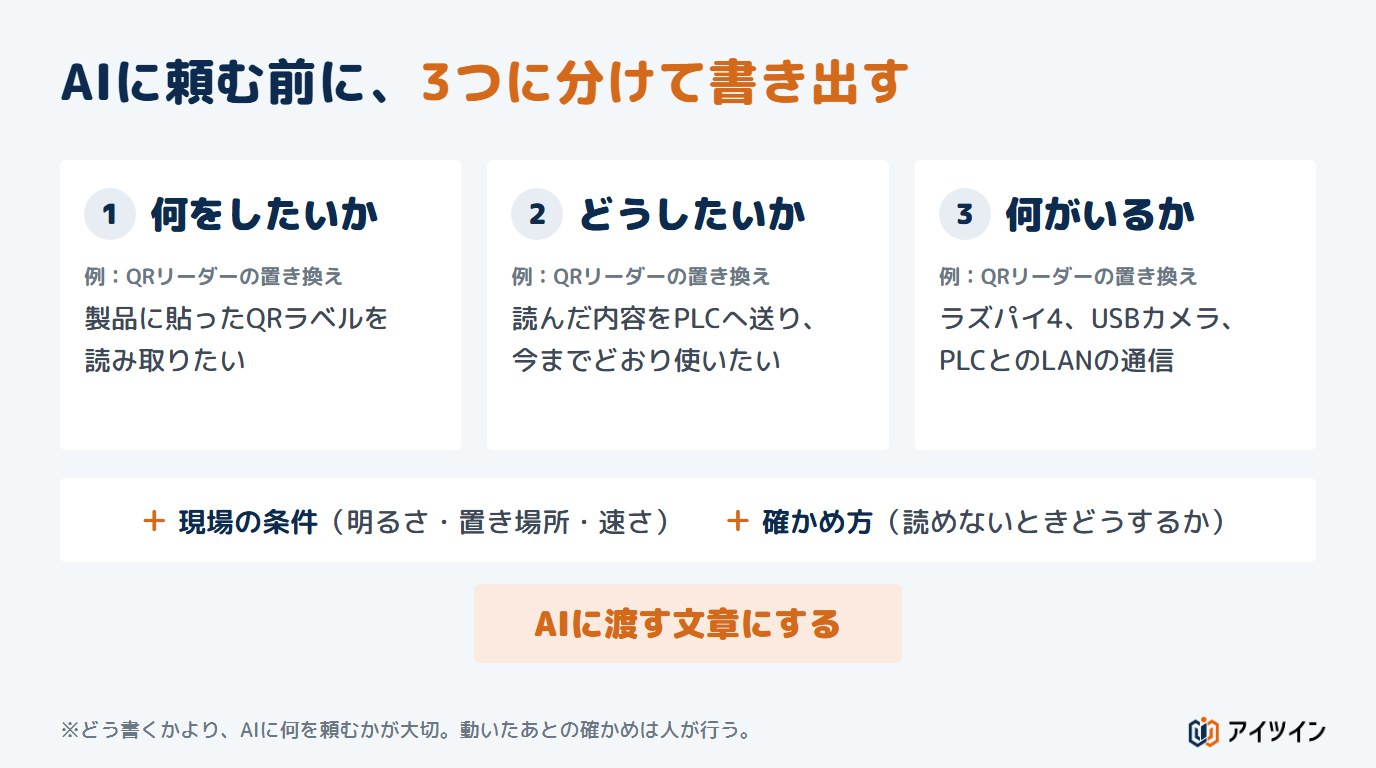 AIに頼む前に、3つに分けて書き出す
1 何をしたいか
例：QRリーダーの置き換え
製品に貼ったQRラベルを
読み取りたい
2 どうしたいか
例：QRリーダーの置き換え
読んだ内容をPLCへ送り、
今までどおり使いたい
3 何がいるか
例：QRリーダーの置き換え
ラズパイ4、USBカメラ、
PLCとのLANの通信
＋ 現場の条件（明るさ・置き場所・速さ） ＋ 確かめ方（読めないときどうするか）
AIに渡す文章にする
※どう書くかより、AIに何を頼むかが大切。動いたあとの確かめは人が行う。
アイツイン